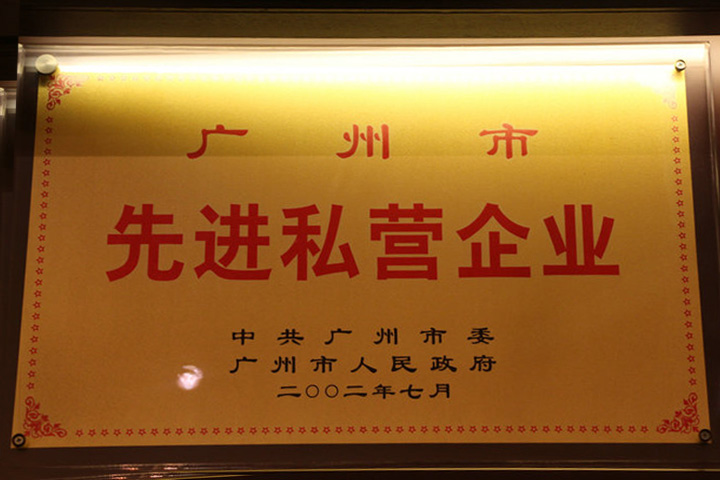 广州市
先进私营企业
中共广州市委
广州市人民政府
二〇〇二年七月